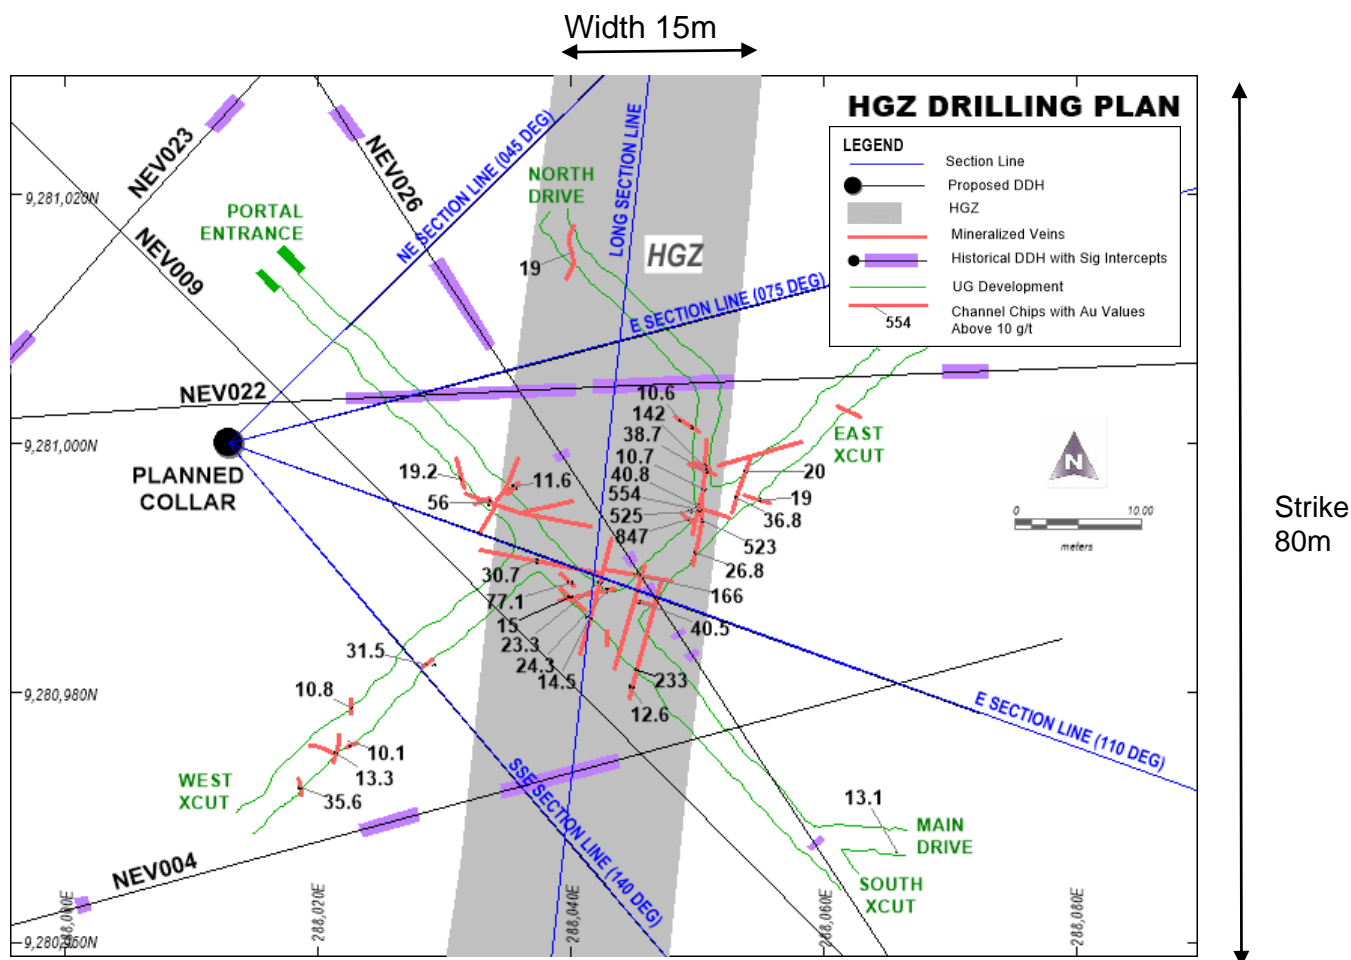 Width 15m
HGZ DRILLING PLAN
LEGEND
Section Line
Proposed DDH
HGZ
Mineralized Veins
Historical DDH with Sig Intercepts
UG Development
554
Channel Chips with Au Values
Above 10 g/t
NEV023
NEV026
NE SECTION LINE (045 DEG)
NORTH
DRIVE
LONG SECTION LINE
9,281,020N
PORTAL
ENTRANCE
NEV009
19
HGZ
E SECTION LINE (075 DEG)
NEV022
10.6
142
38.7
10.7
40.8
554
525
847
EAST
XCUT
9,281,000N
PLANNED
COLLAR
19.2
56
11.6
20
19
36.8
523
26.8
N
0
10.00
meters
Strike
80m
30.7
77.1
15
23.3
24.3
14.5
166
40.5
233
12.6
31.5
10.8
10.1
13.3
35.6
9,280,980N
E SECTION LINE (110 DEG)
WEST
XCUT
SSE SECTION LINE (140 DEG)
13.1
MAIN
DRIVE
SOUTH
XCUT
NEV004
9,280,960N
288,000E
288,020E
288,040E
288,060E
288,080E